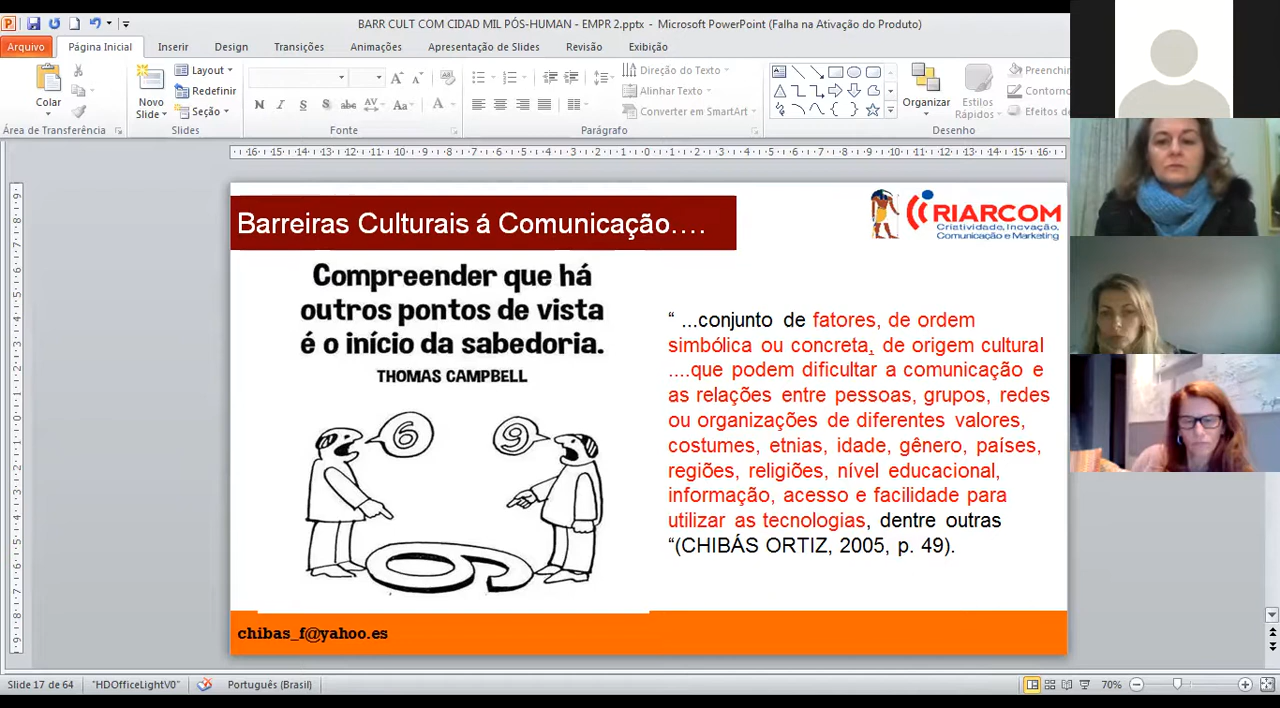 BARR CULT COM CIDAD MIL PÓS-HUMAN - EMPR 2.pptx - Microsoft PowerPoint (Falha na Ativação do Produto)
Arquivo Página Inicial Inserir Design Transições Animações Apresentação de Slides Revisão Exibição
Colar
Novo Slide
Layout
Redefinir
Seção
N I S S abc AV Aa A
Direção do Texto
Alinhar Texto
Converter em SmartArt
Organizar
Estilos Rápidos
Preenchi
Contorno
Efeitos de
Área de Transferência Slides Fonte Parágrafo Desenho
Barreiras Culturais á Comunicação....
RIARCOM
Criatividade, Inovação,
Comunicação e Marketing
Compreender que há
outros pontos de vista
é o início da sabedoria.
THOMAS CAMPBELL
6
9
“ ...conjunto de fatores, de ordem
simbólica ou concreta, de origem cultural
....que podem dificultar a comunicação e
as relações entre pessoas, grupos, redes
ou organizações de diferentes valores,
costumes, etnias, idade, gênero, países,
regiões, religiões, nível educacional,
informação, acesso e facilidade para
utilizar as tecnologias, dentre outras
“(CHIBÁS ORTIZ, 2005, p. 49).
chibas_f@yahoo.es
Slide 17 de 64 "HDOfficeLightV0" Português (Brasil) 70%